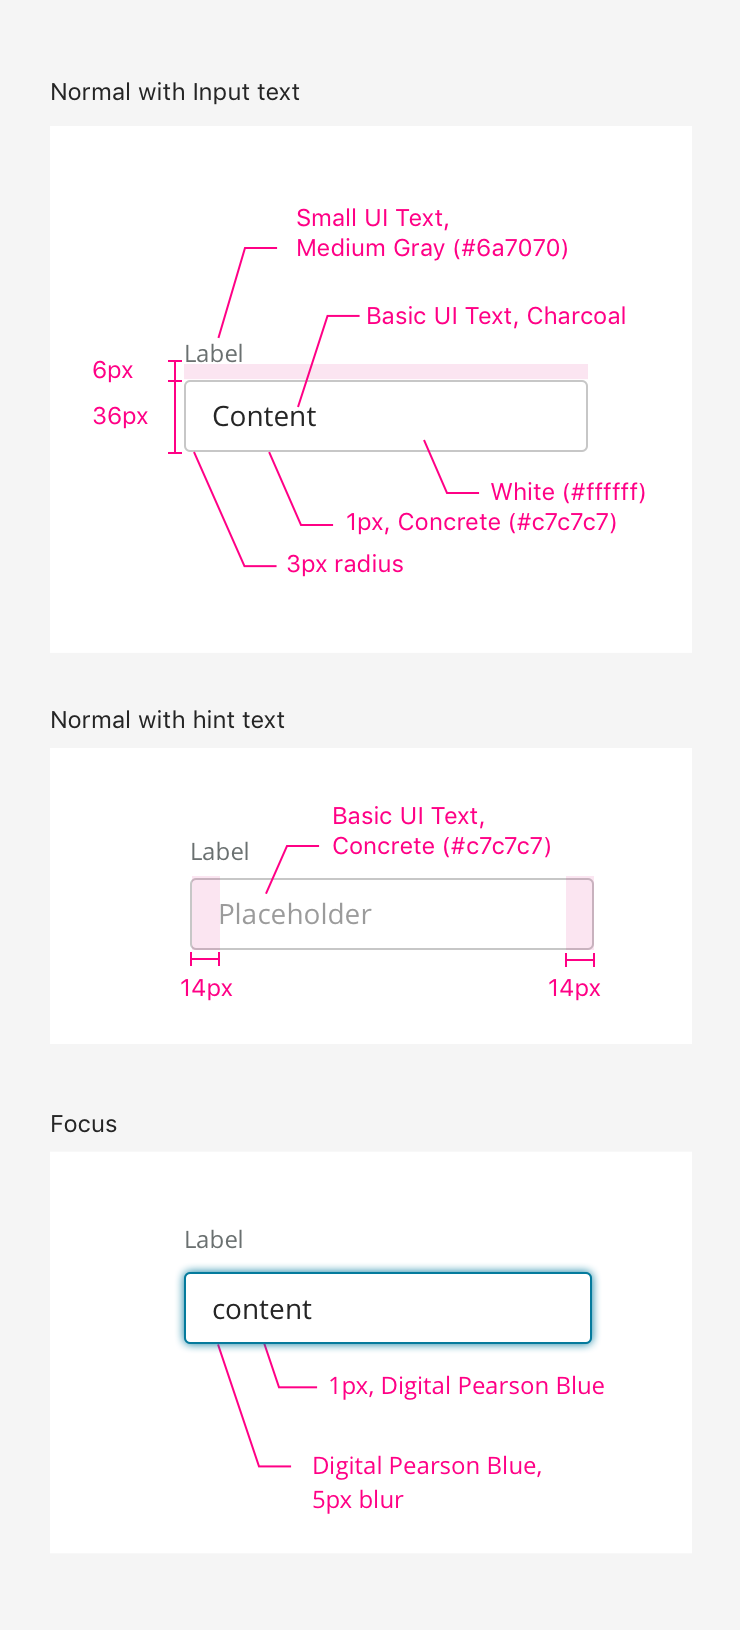 Normal with Input text
Small UI Text,
Medium Gray (#6a7070)
Basic UI Text, Charcoal
Label
6px
36px
Content
White (#ffffff)
1px, Concrete (#c7c7c7)
3px radius
Normal with hint text
Basic UI Text,
Concrete (#c7c7c7)
Label
Placeholder
14px
14px
Focus
Label
content
1px, Digital Pearson Blue
Digital Pearson Blue,
5px blur